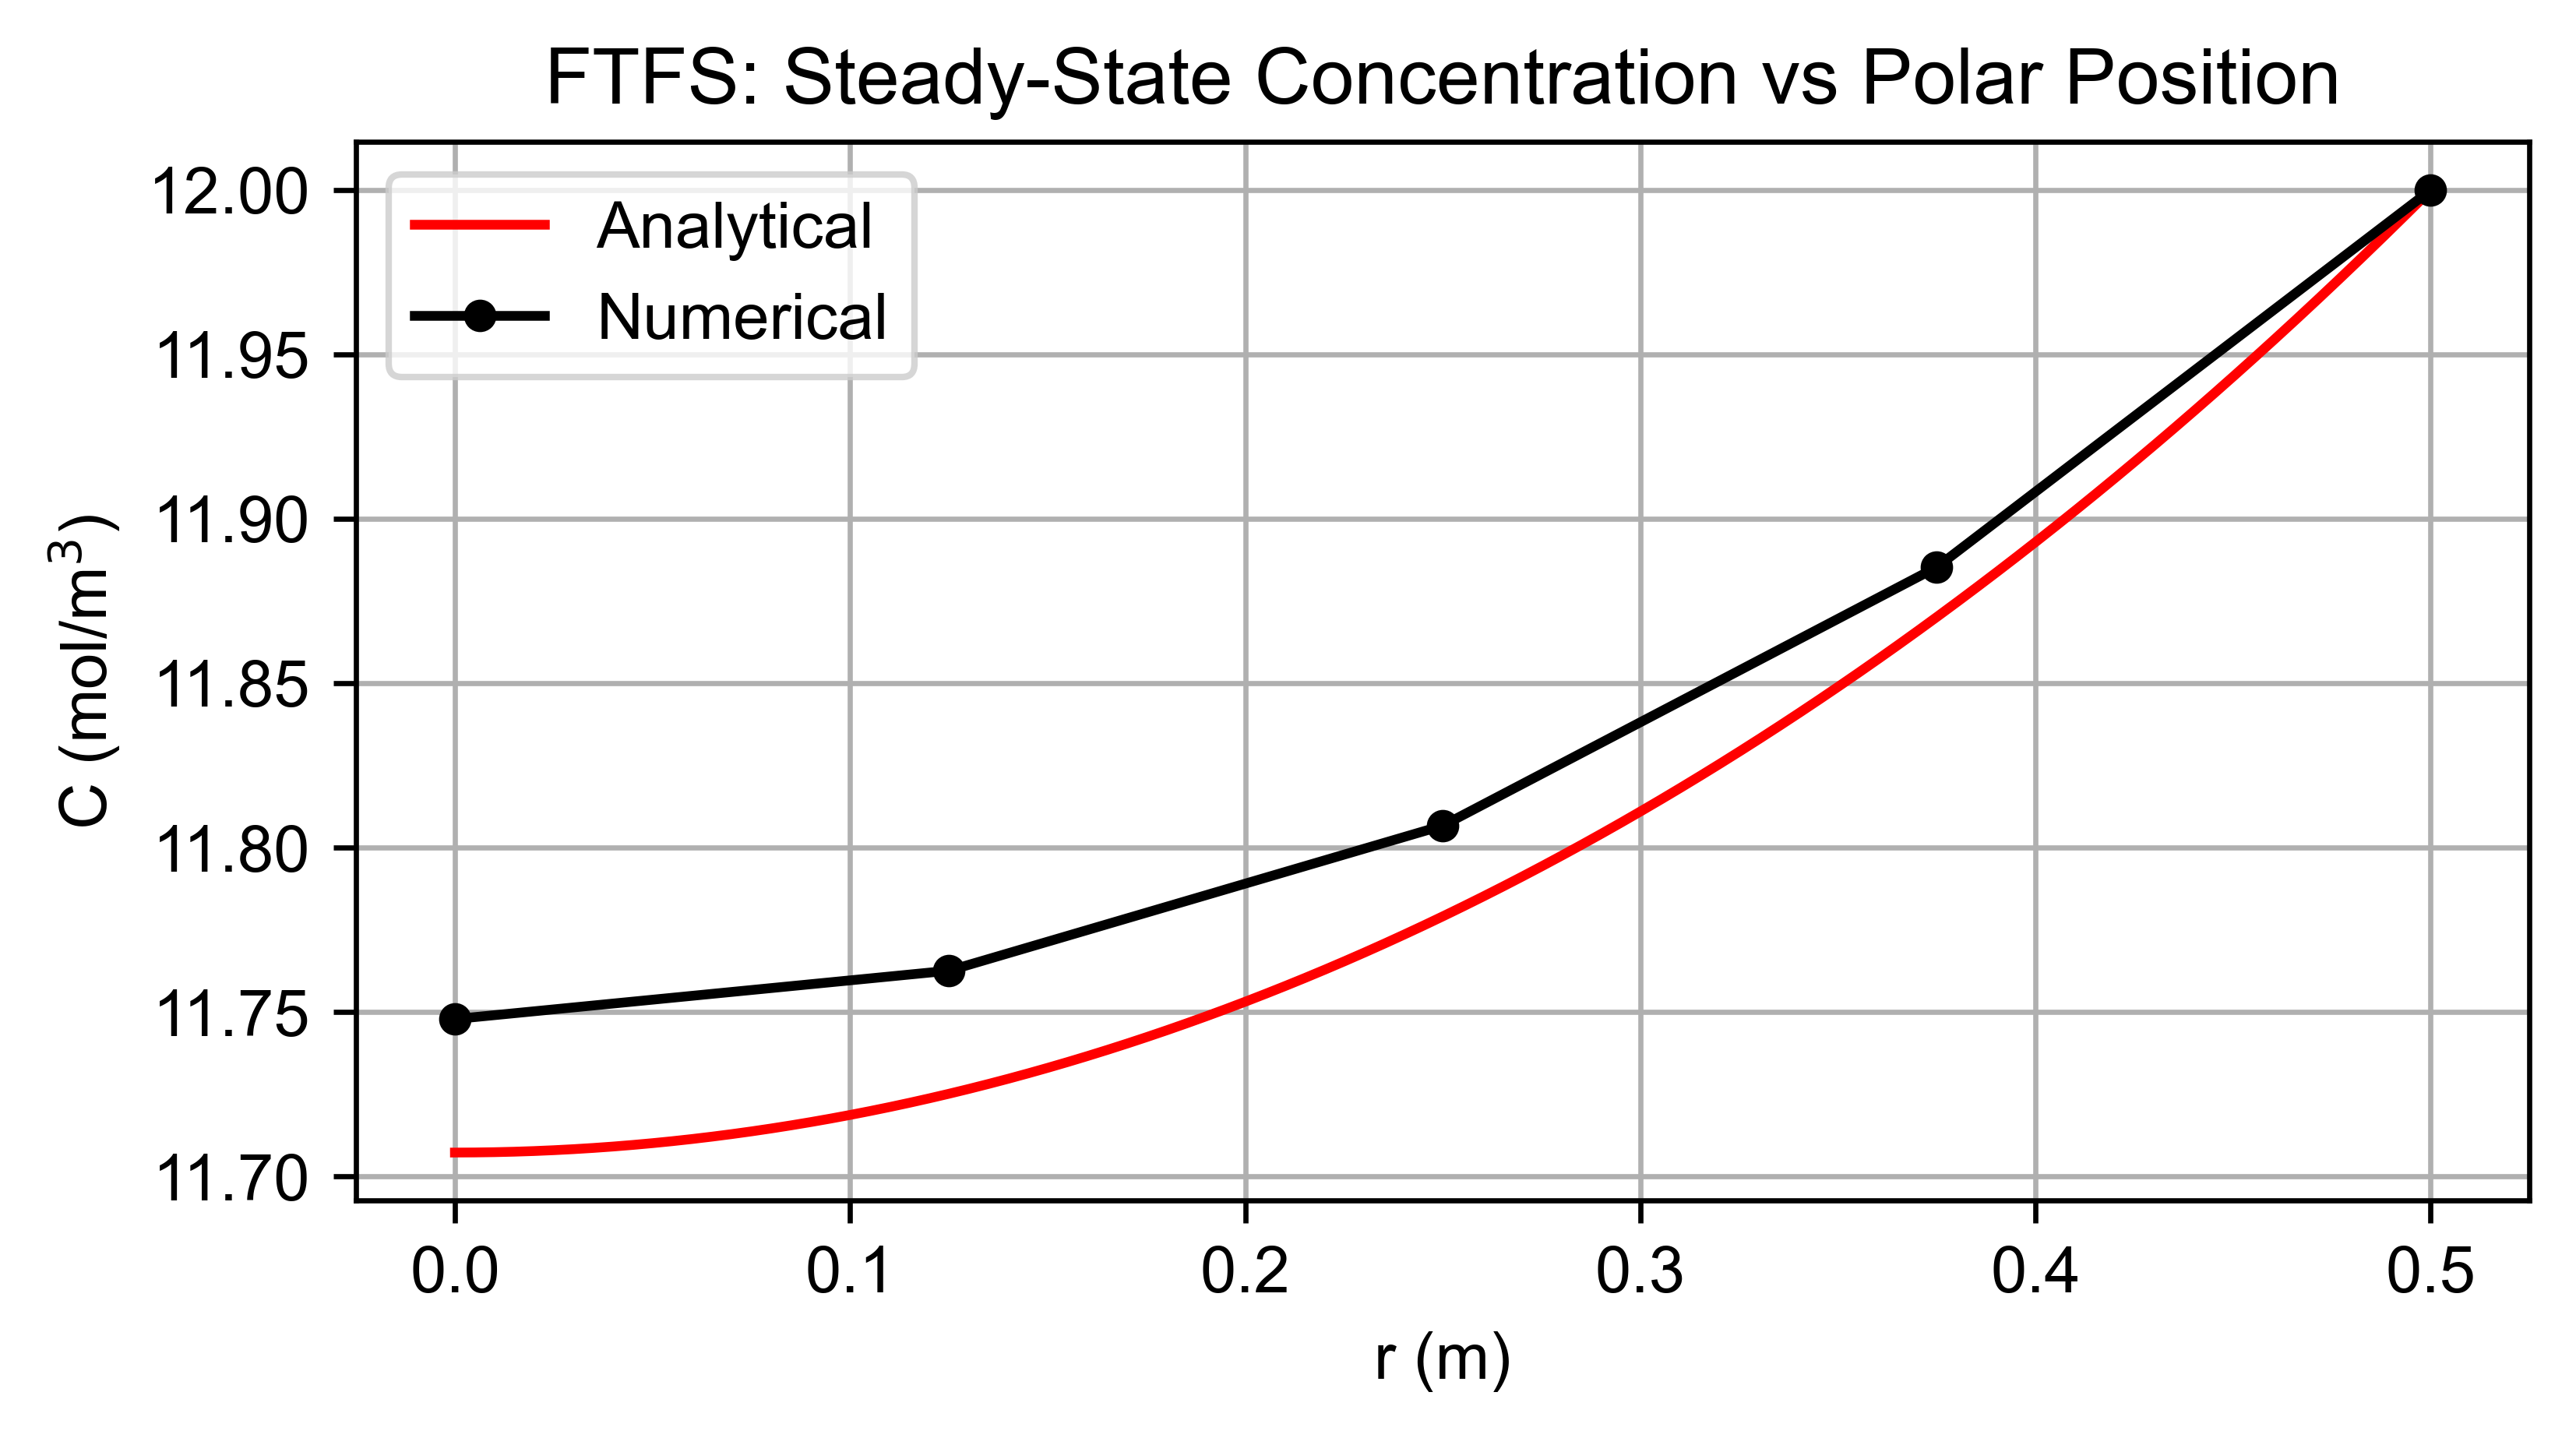 FTFS: Steady-State Concentration vs Polar Position
Analytical
Numerical
C (mol/m³)
12.00
11.95
11.90
11.85
11.80
11.75
11.70
0.0 0.1 0.2 0.3 0.4 0.5
r (m)